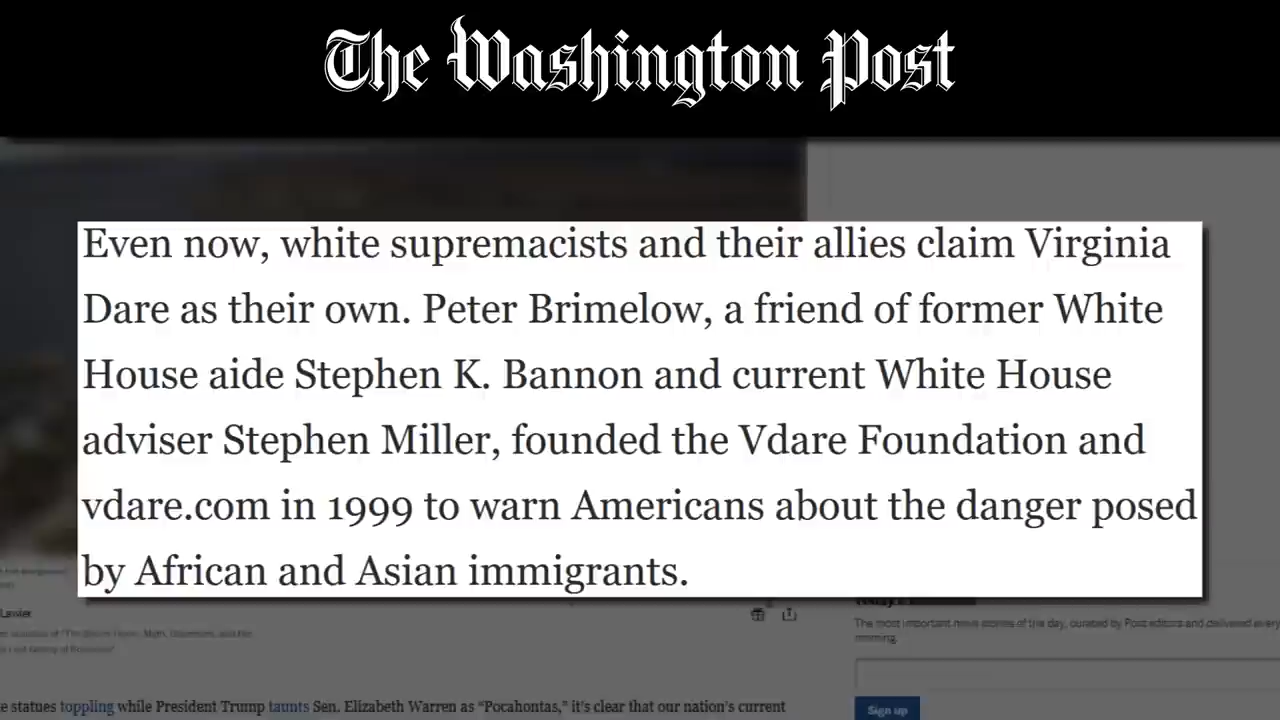 The Washington Post
Even now, white supremacists and their allies claim Virginia
Dare as their own. Peter Brimelow, a friend of former White
House aide Stephen K. Bannon and current White House
adviser Stephen Miller, founded the Vdare Foundation and
vdare.com in 1999 to warn Americans about the danger posed
by African and Asian immigrants.
The most important news stories of the day, curated by Post editors and delivered every
morning.
e statues toppling while President Trump taunts Sen. Elizabeth Warren as “Pocahontas,” it’s clear that our nation’s current
Sign up